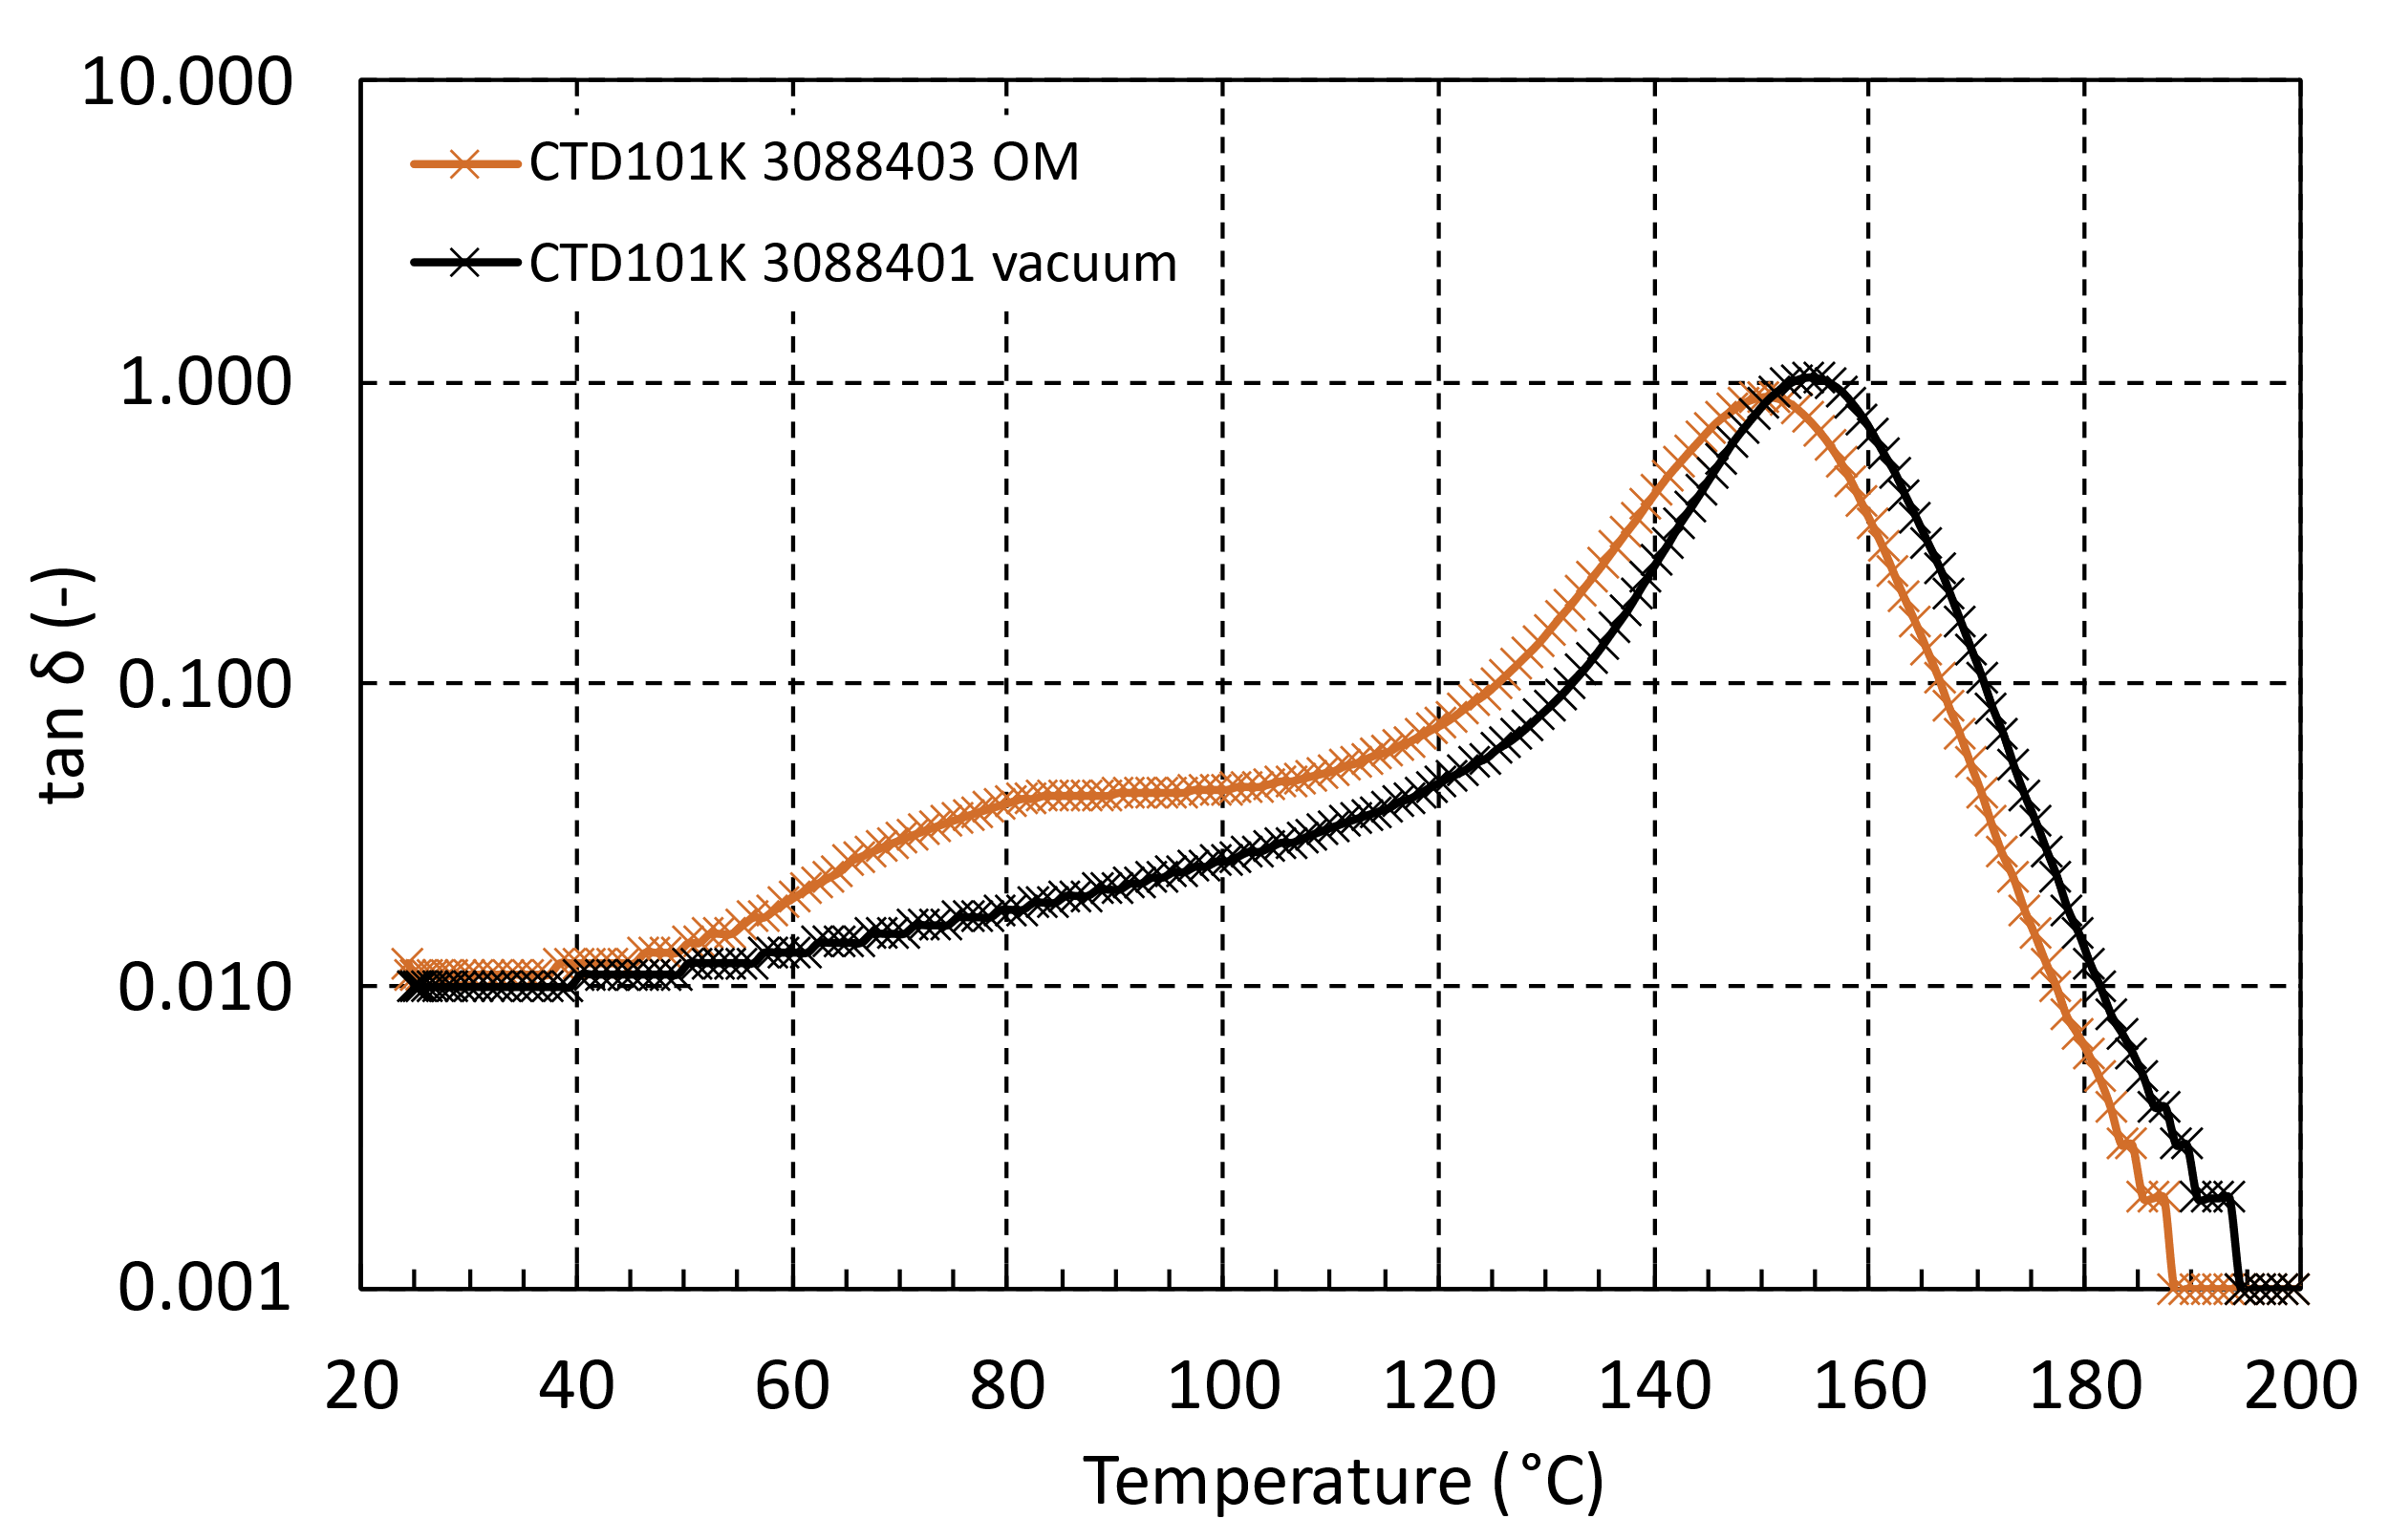 10.000
1.000
0.100
0.010
0.001
tan δ (-)
CTD101K 3088403 OM
CTD101K 3088401 vacuum
20 40 60 80 100 120 140 160 180 200
Temperature (°C)